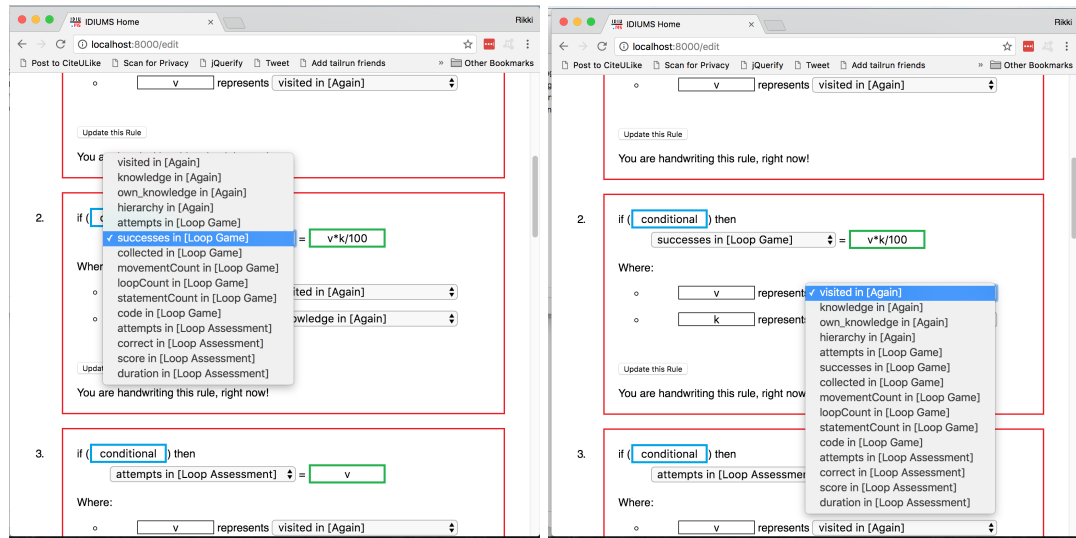 IDIUMS Home × Rikki
localhost:8000/edit
Post to CiteULike Scan for Privacy jQuerify Tweet Add tailrun friends » Other Bookmarks
v represents visited in [Again]
Update this Rule
You a
visited in [Again]
knowledge in [Again]
own_knowledge in [Again]
hierarchy in [Again]
attempts in [Loop Game]
2. if (
✓ successes in [Loop Game] = v*k/100
collected in [Loop Game]
Wher
movementCount in [Loop Game]
loopCount in [Loop Game]
ited in [Again]
statementCount in [Loop Game]
code in [Loop Game]
owledge in [Again]
attempts in [Loop Assessment]
correct in [Loop Assessment]
score in [Loop Assessment]
Updat
duration in [Loop Assessment]
You are handwriting this rule, right now!
3. if ( conditional ) then
attempts in [Loop Assessment] = v
Where:
v represents visited in [Again]
IDIUMS Home × Rikki
localhost:8000/edit
Post to CiteULike Scan for Privacy jQuerify Tweet Add tailrun friends » Other Bookmarks
v represents visited in [Again]
Update this Rule
You are handwriting this rule, right now!
2. if ( conditional ) then
successes in [Loop Game] = v*k/100
Where:
v represent ✓ visited in [Again]
knowledge in [Again]
k represent own_knowledge in [Again]
hierarchy in [Again]
attempts in [Loop Game]
Update this Rule
successes in [Loop Game]
collected in [Loop Game]
You are handwriting this rule, right now
movementCount in [Loop Game]
loopCount in [Loop Game]
statementCount in [Loop Game]
code in [Loop Game]
3. if ( conditional ) then
attempts in [Loop Assessment]
attempts in [Loop Assessmer
correct in [Loop Assessment]
score in [Loop Assessment]
Where:
duration in [Loop Assessment]
v represents visited in [Again]